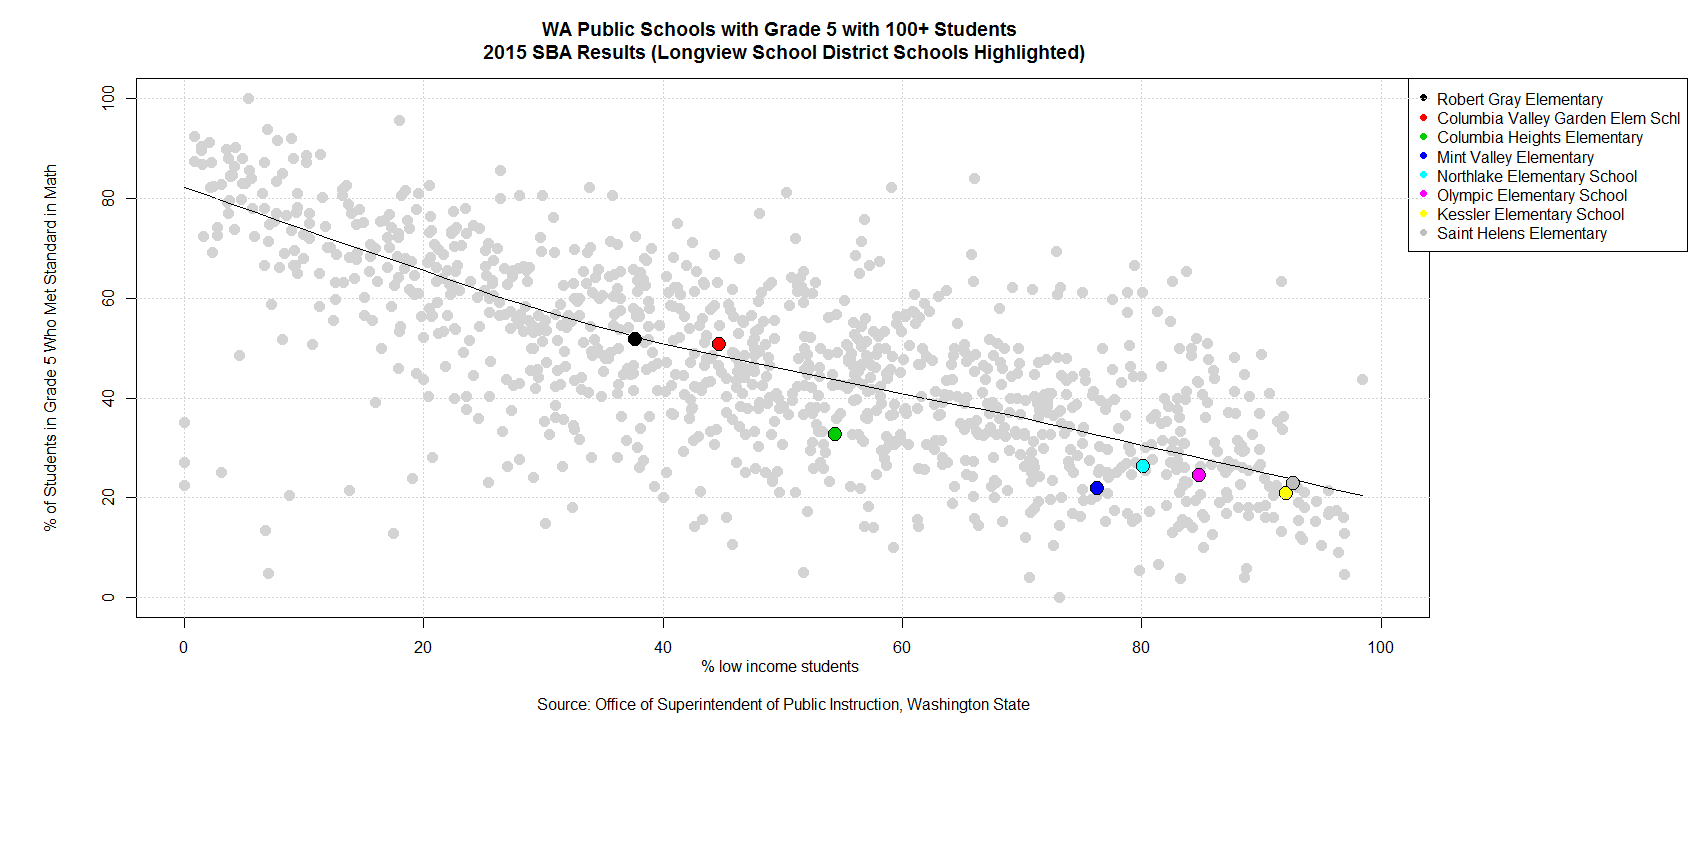 WA Public Schools with Grade 5 with 100+ Students
2015 SBA Results (Longview School District Schools Highlighted)
% of Students in Grade 5 Who Met Standard in Math
100
80
60
40
20
0
0 20 40 60 80 100
% low income students
Source: Office of Superintendent of Public Instruction, Washington State
Robert Gray Elementary
Columbia Valley Garden Elem Schl
Columbia Heights Elementary
Mint Valley Elementary
Northlake Elementary School
Olympic Elementary School
Kessler Elementary School
Saint Helens Elementary